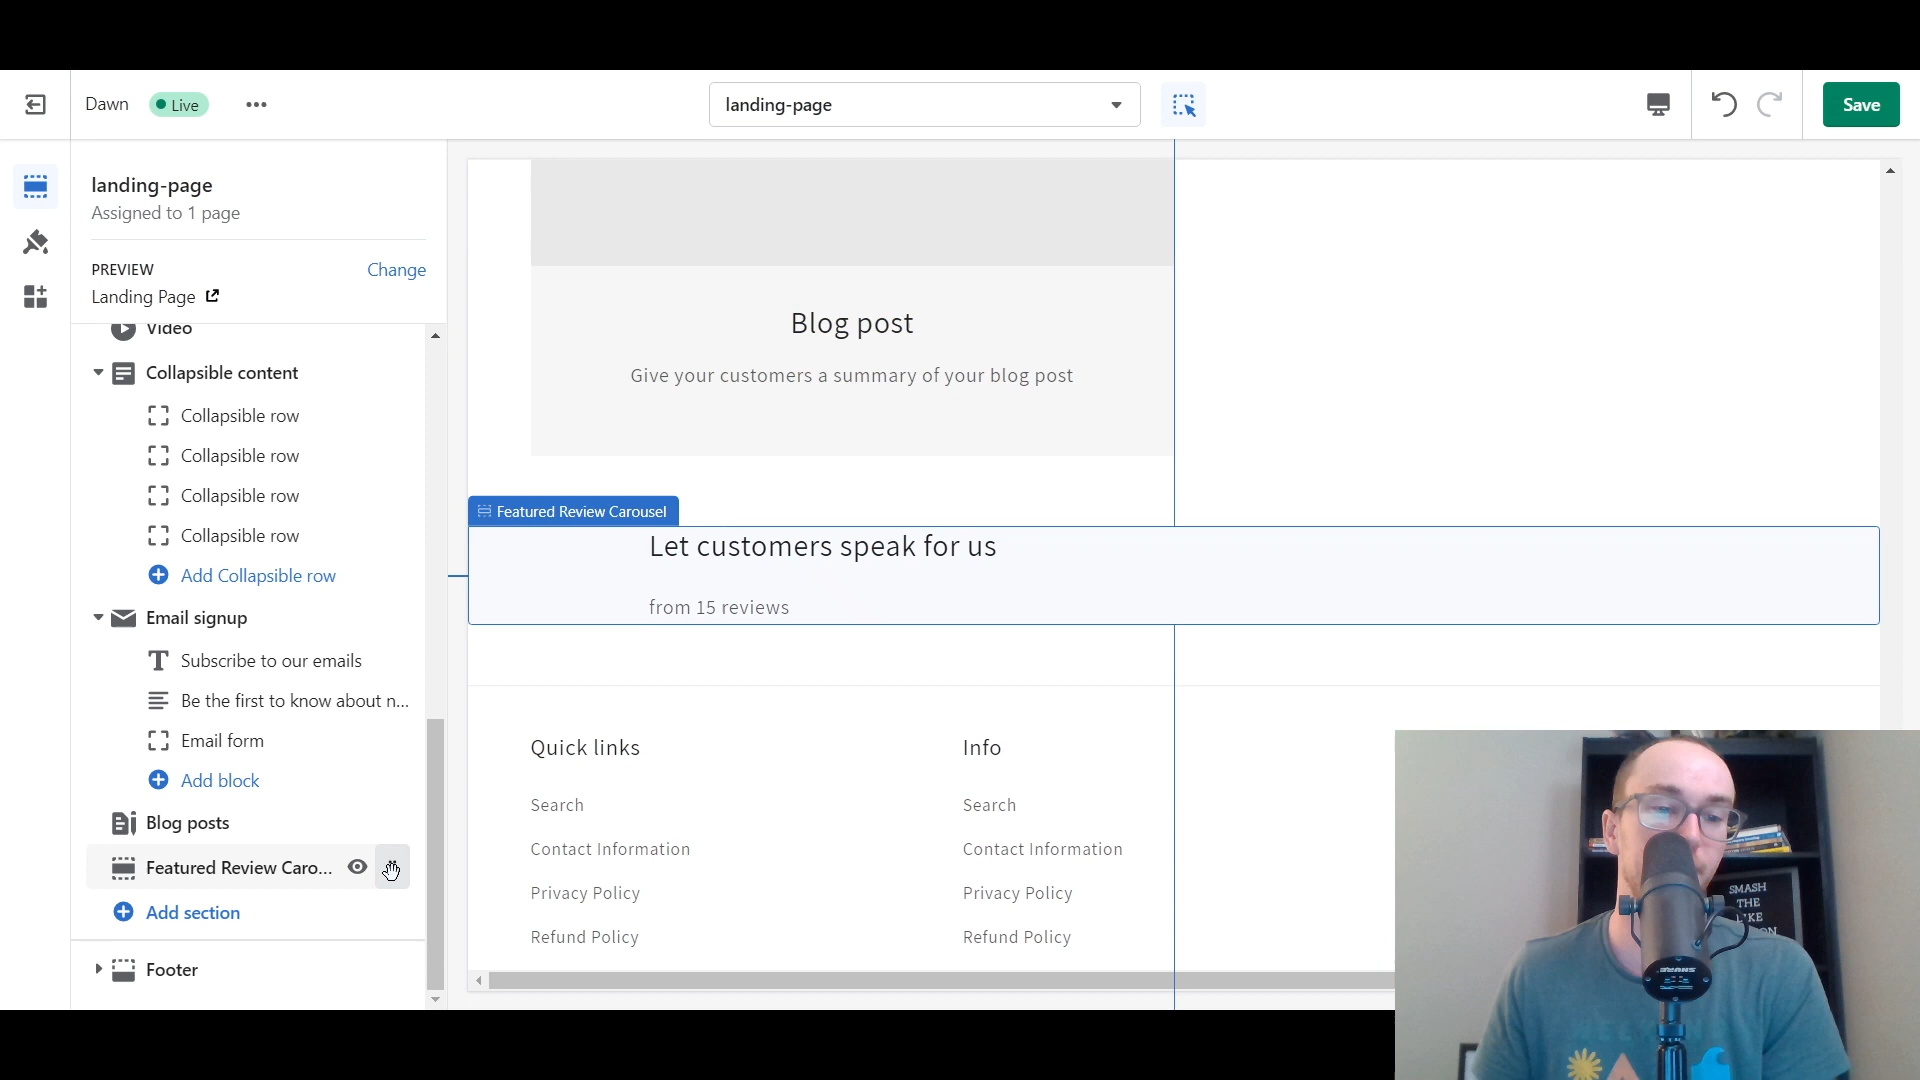 Dawn
Live
landing-page
Save
landing-page
Assigned to 1 page
PREVIEW
Change
Landing Page
Video
Collapsible content
Collapsible row
Collapsible row
Collapsible row
Collapsible row
Add Collapsible row
Email signup
Subscribe to our emails
Be the first to know about n...
Email form
Add block
Blog posts
Featured Review Caro...
Add section
Footer
Blog post
Give your customers a summary of your blog post
Featured Review Carousel
Let customers speak for us
from 15 reviews
Quick links
Search
Contact Information
Privacy Policy
Refund Policy
Info
Search
Contact Information
Privacy Policy
Refund Policy
SMASH
THE
SHURE